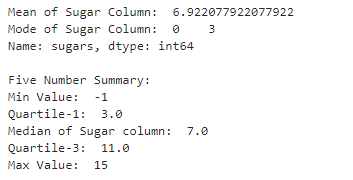 Mean of Sugar Column:  6.922077922077922
Mode of Sugar Column:  0    3
Name: sugars, dtype: int64

Five Number Summary:
Min Value:  -1
Quartile-1:  3.0
Median of Sugar column:  7.0
Quartile-3:  11.0
Max Value:  15